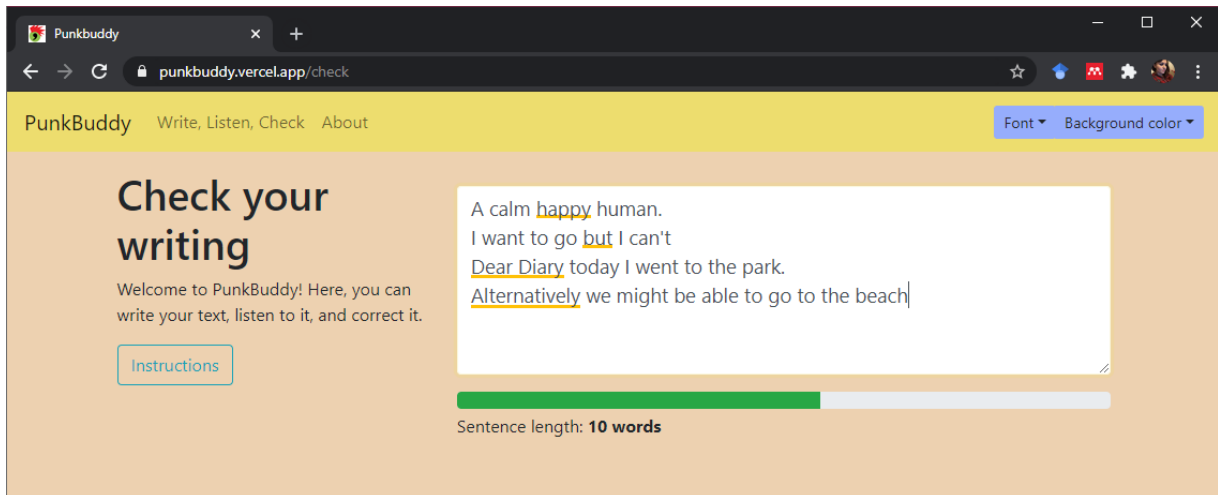 Punkbuddy
punkbuddy.vercel.app/check
PunkBuddy Write, Listen, Check About Font Background color
Check your
writing
Welcome to PunkBuddy! Here, you can
write your text, listen to it, and correct it.
Instructions
A calm happy human.
I want to go but I can't
Dear Diary today I went to the park.
Alternatively we might be able to go to the beach
Sentence length: 10 words